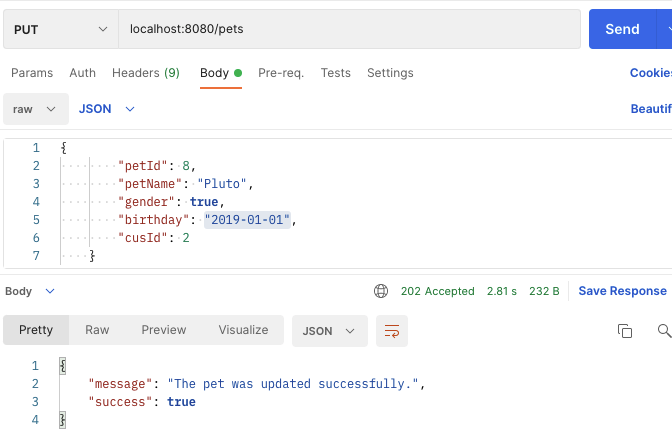 PUT localhost:8080/pets Send
Params Auth Headers (9) Body Pre-req. Tests Settings
raw JSON
1 {
2 "petId": 8,
3 "petName": "Pluto",
4 "gender": true,
5 "birthday": "2019-01-01",
6 "cusId": 2
7 }
Body 202 Accepted 2.81 s 232 B Save Response
Pretty Raw Preview Visualize JSON
1 {
2 "message": "The pet was updated successfully.",
3 "success": true
4 }